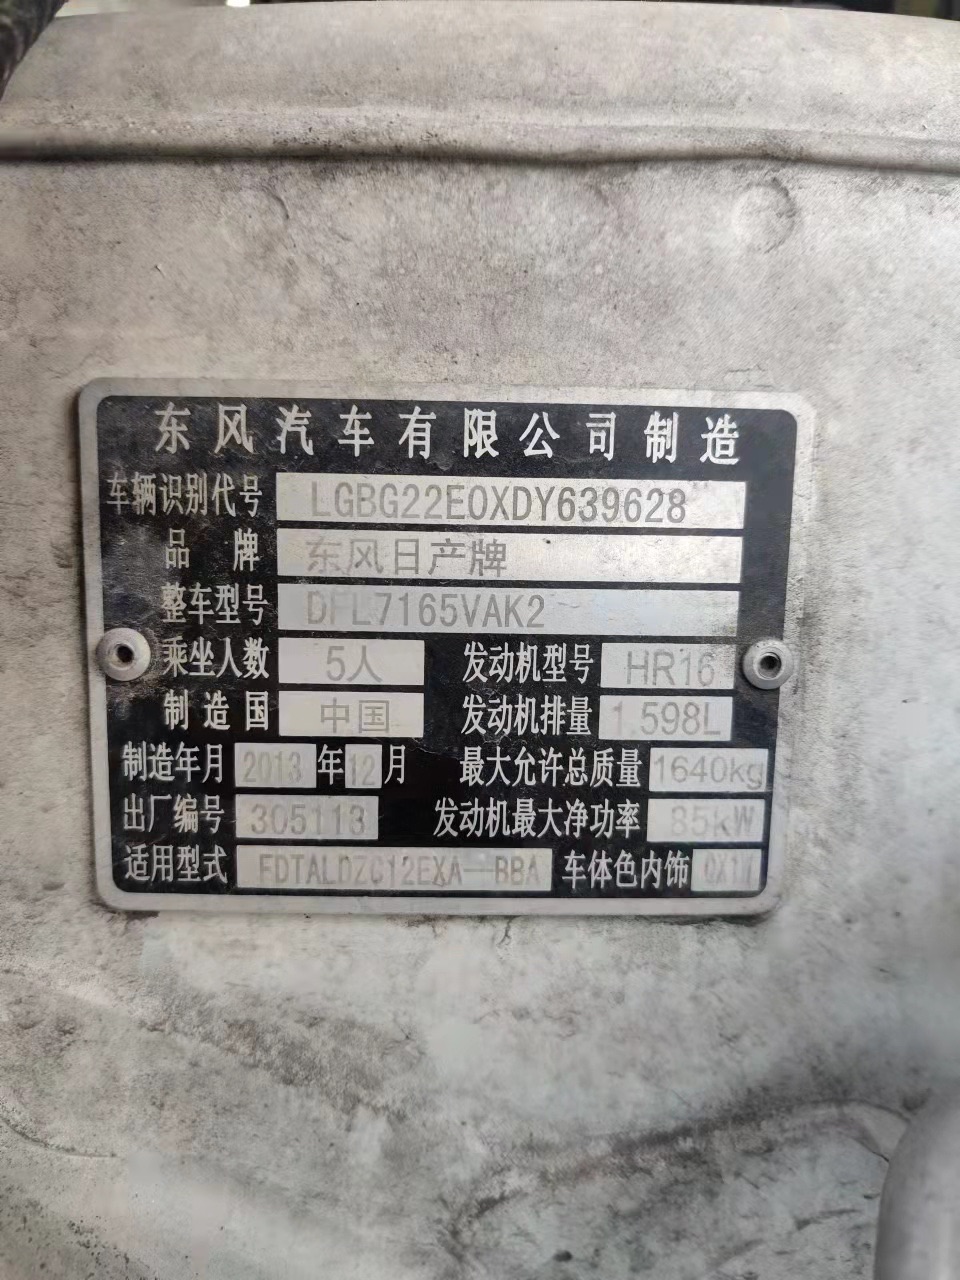 东风汽车有限公司制造
车辆识别代号 LGBG22E0XDY639628
品牌 东风日产牌
整车型号 DFL7165VAK2
乘坐人数 5人 发动机型号 HR16
制造国 中国 发动机排量 1.598L
制造年月 2013年12月 最大允许总质量 1640kg
出厂编号 305113 发动机最大净功率 85kW
适用型式 FDTALDZC12EXA—BBA 车体色内饰